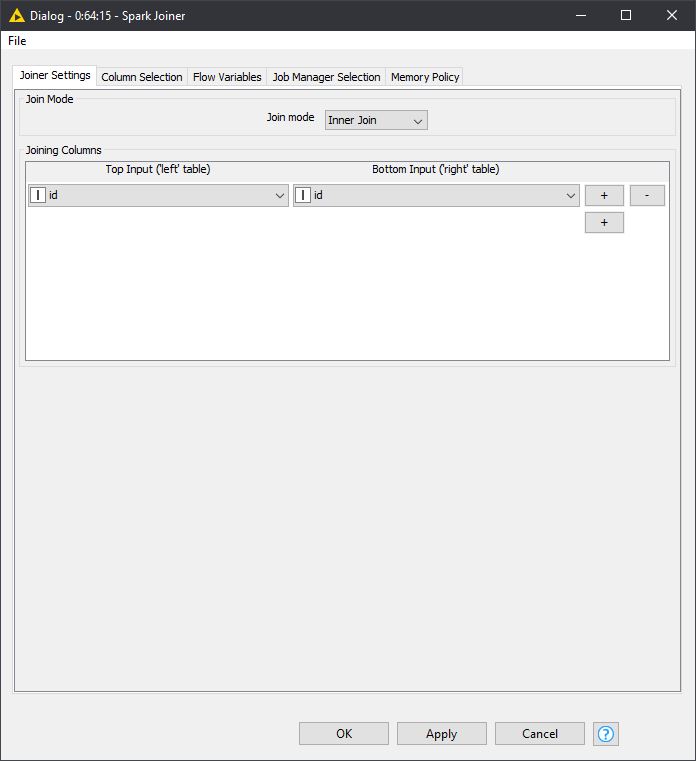 Dialog - 0:64:15 - Spark Joiner
File
Joiner Settings Column Selection Flow Variables Job Manager Selection Memory Policy
Join Mode
Join mode Inner Join
Joining Columns
Top Input ('left' table) Bottom Input ('right' table)
I id I id + -
+
OK Apply Cancel ?